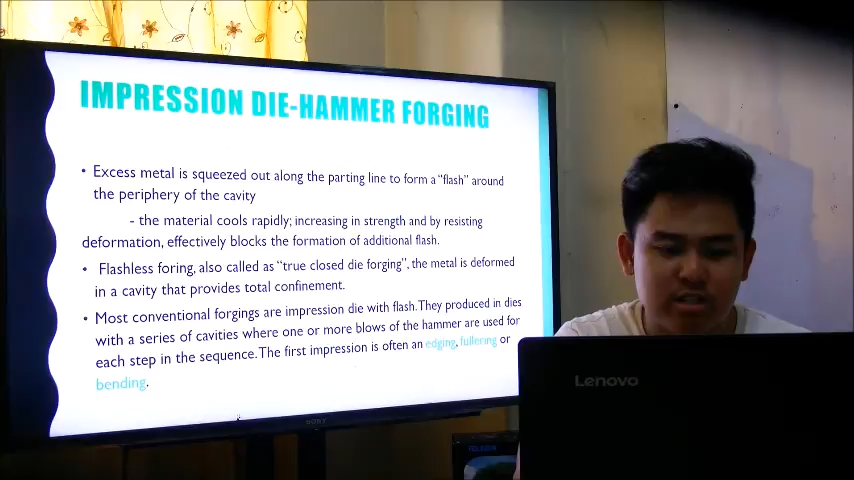 IMPRESSION DIE-HAMMER FORGING
• Excess metal is squeezed out along the parting line to form a “flash” around
the periphery of the cavity
- the material cools rapidly; increasing in strength and by resisting
deformation, effectively blocks the formation of additional flash.
• Flashless foring, also called as “true closed die forging”, the metal is deformed
in a cavity that provides total confinement.
• Most conventional forgings are impression die with flash. They produced in dies
with a series of cavities where one or more blows of the hammer are used for
each step in the sequence. The first impression is often an edging, fullering or
bending.
SONY
Lenovo